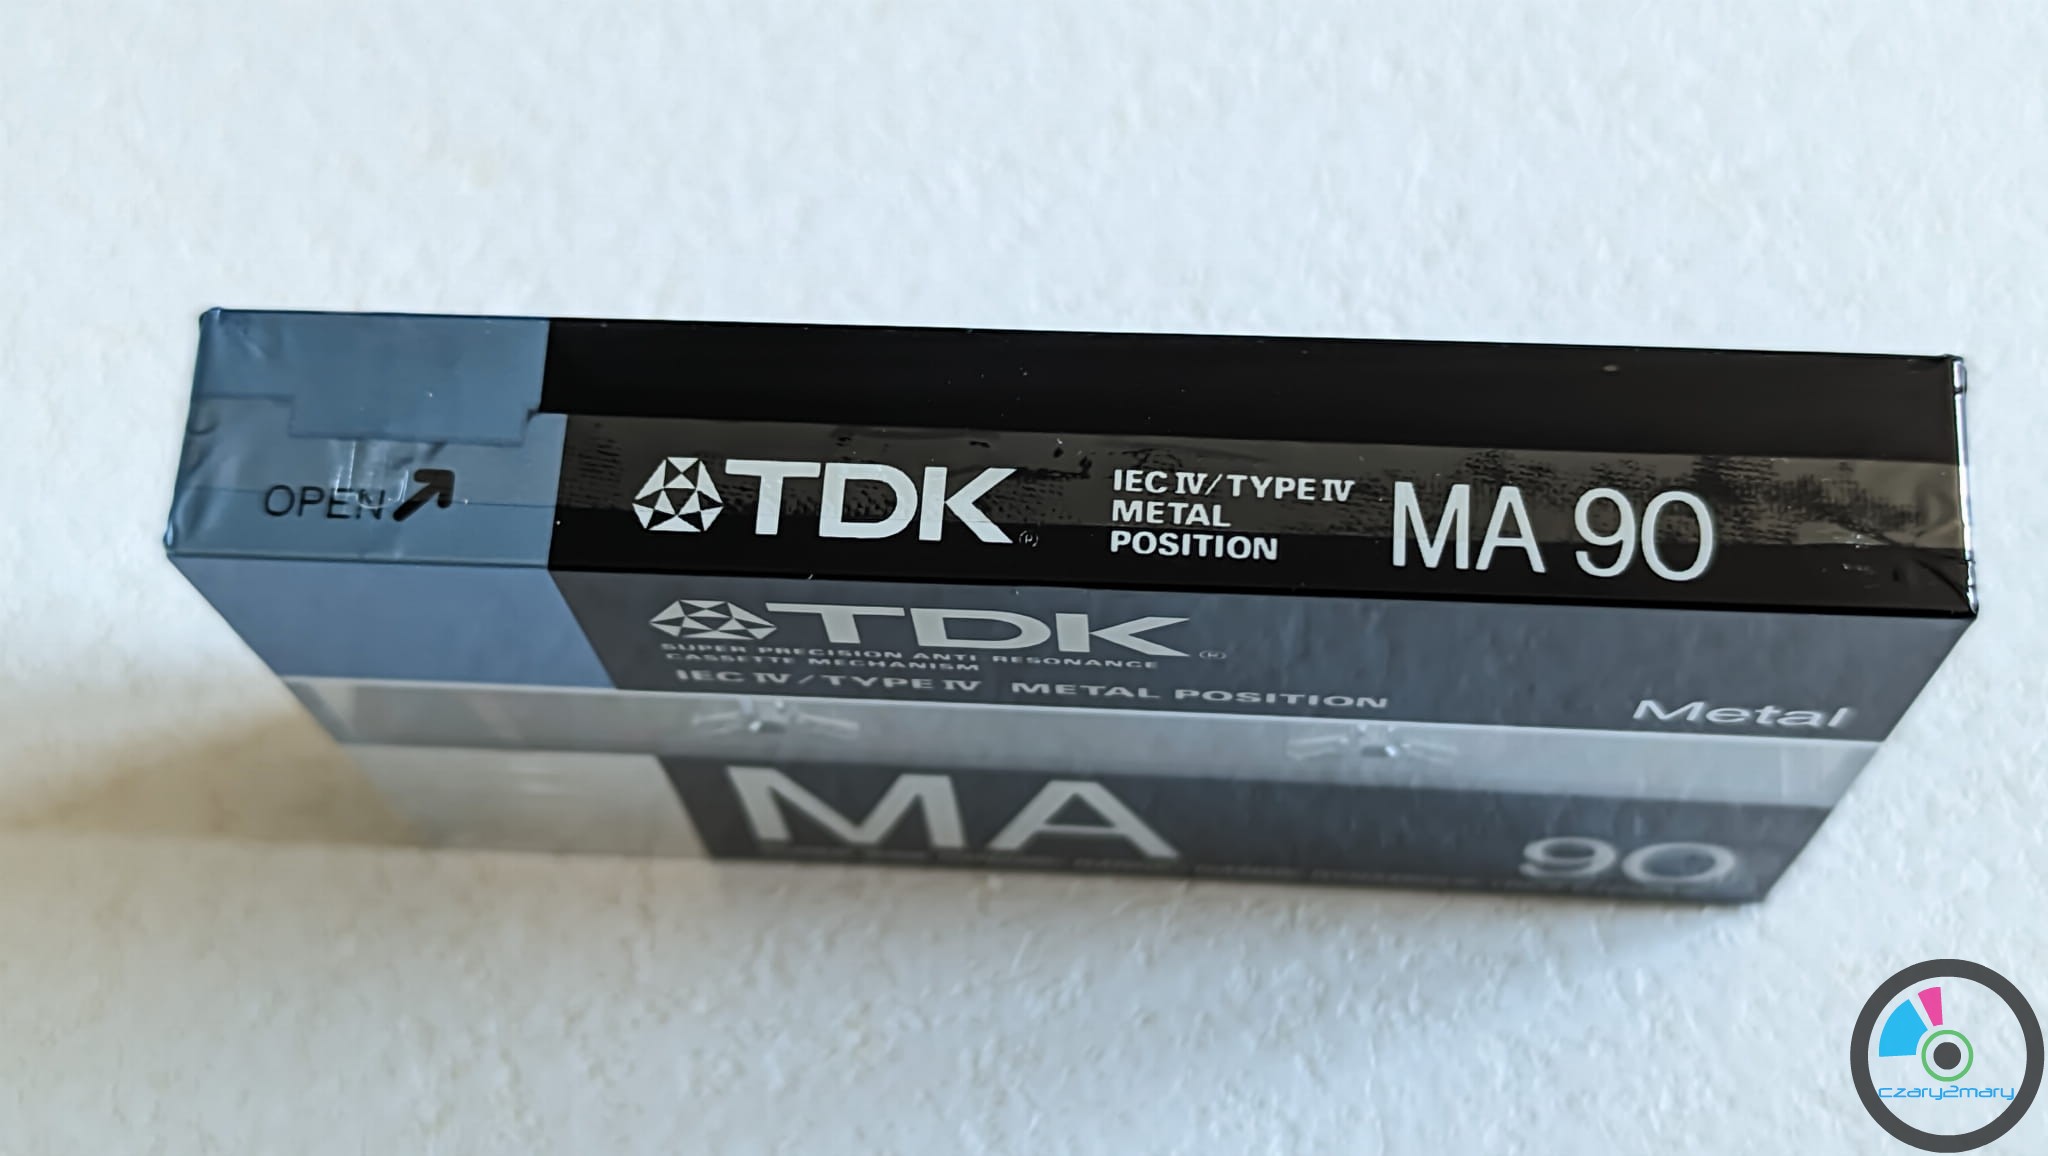 OPEN
TDK®
IEC IV/TYPE IV
METAL
POSITION
MA 90
TDK®
SUPER PRECISION ANTI RESONANCE
CASSETTE MECHANISM
IEC IV/TYPE IV METAL POSITION
Metal
MA
90
czary2mary